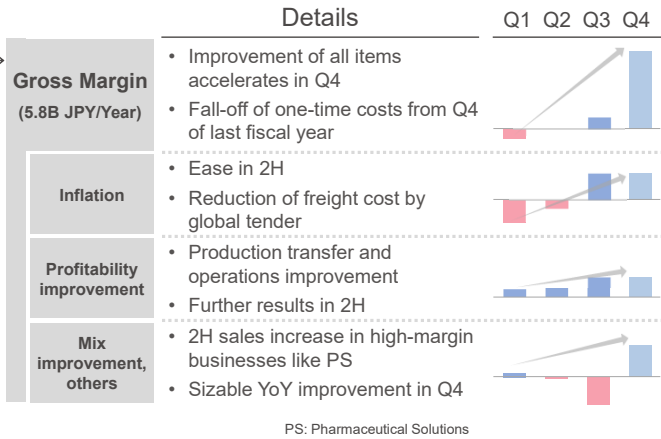 Details
Q1 Q2 Q3 Q4
Gross Margin
(5.8B JPY/Year)
• Improvement of all items
accelerates in Q4
• Fall-off of one-time costs from Q4
of last fiscal year
Inflation
• Ease in 2H
• Reduction of freight cost by
global tender
Profitability
improvement
• Production transfer and
operations improvement
• Further results in 2H
Mix
improvement,
others
• 2H sales increase in high-margin
businesses like PS
• Sizable YoY improvement in Q4
PS: Pharmaceutical Solutions